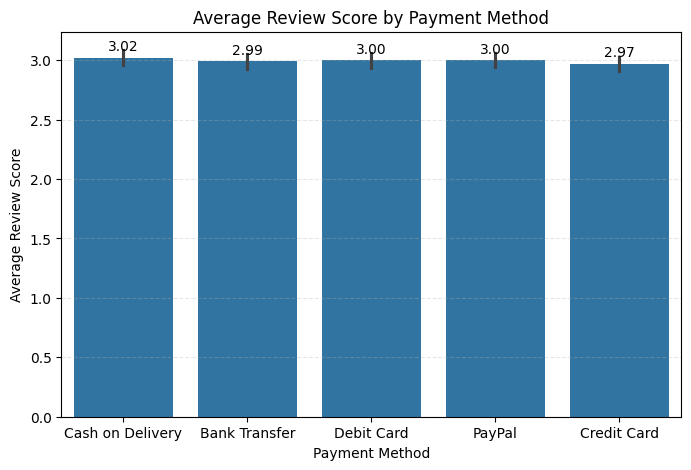 Average Review Score by Payment Method
3.02
2.99
3.00
3.00
2.97
3.0
2.5
2.0
1.5
1.0
0.5
0.0
Average Review Score
Cash on Delivery
Bank Transfer
Debit Card
PayPal
Credit Card
Payment Method